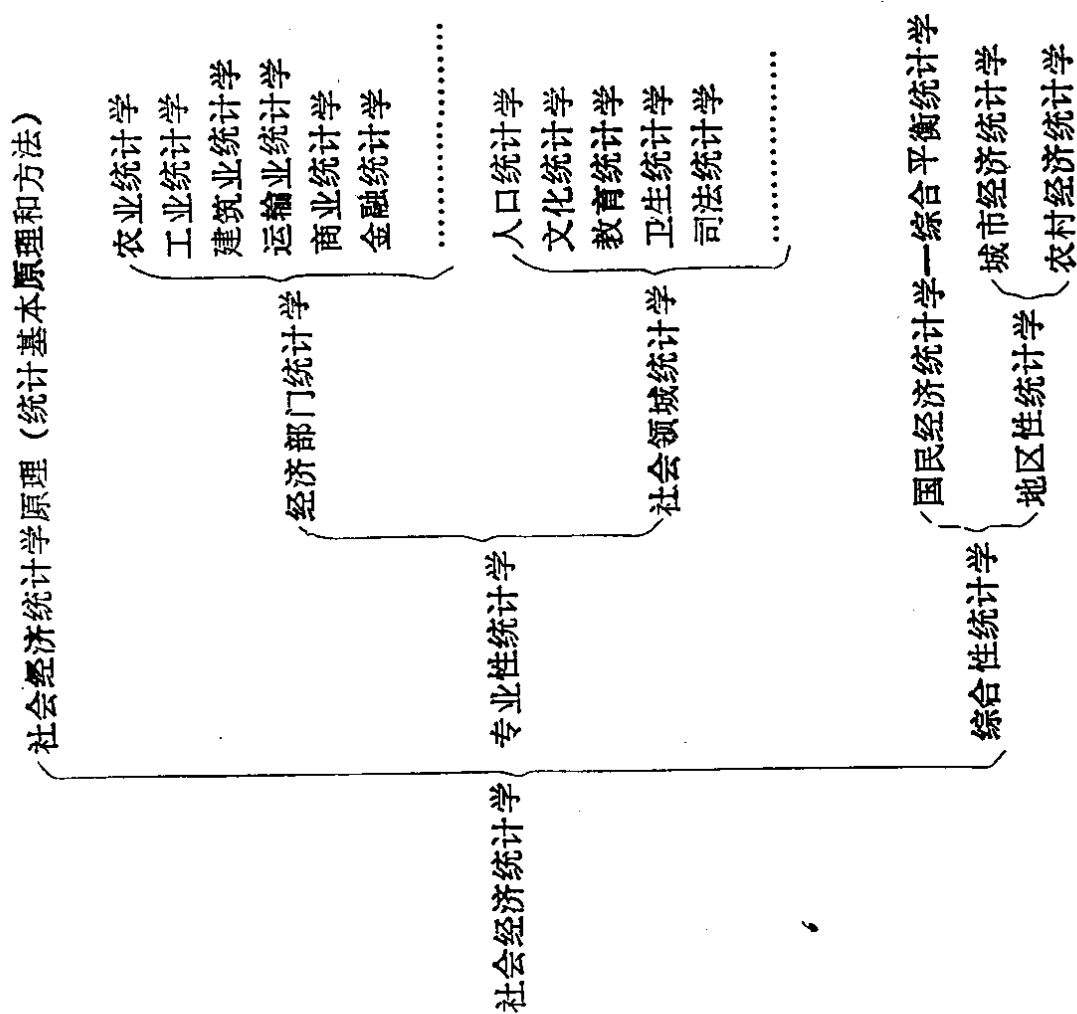 社会经济统计学
社会经济统计学原理（统计基本原理和方法）
专业性统计学
经济部门统计学
农业统计学
工业统计学
建筑业统计学
运输业统计学
商业统计学
金融统计学
………………
社会领城统计学
人口统计学
文化统计学
教育统计学
卫生统计学
司法统计学
………………
综合性统计学
国民经济统计学—综合平衡统计学
地区性统计学
城市经济统计学
农村经济统计学